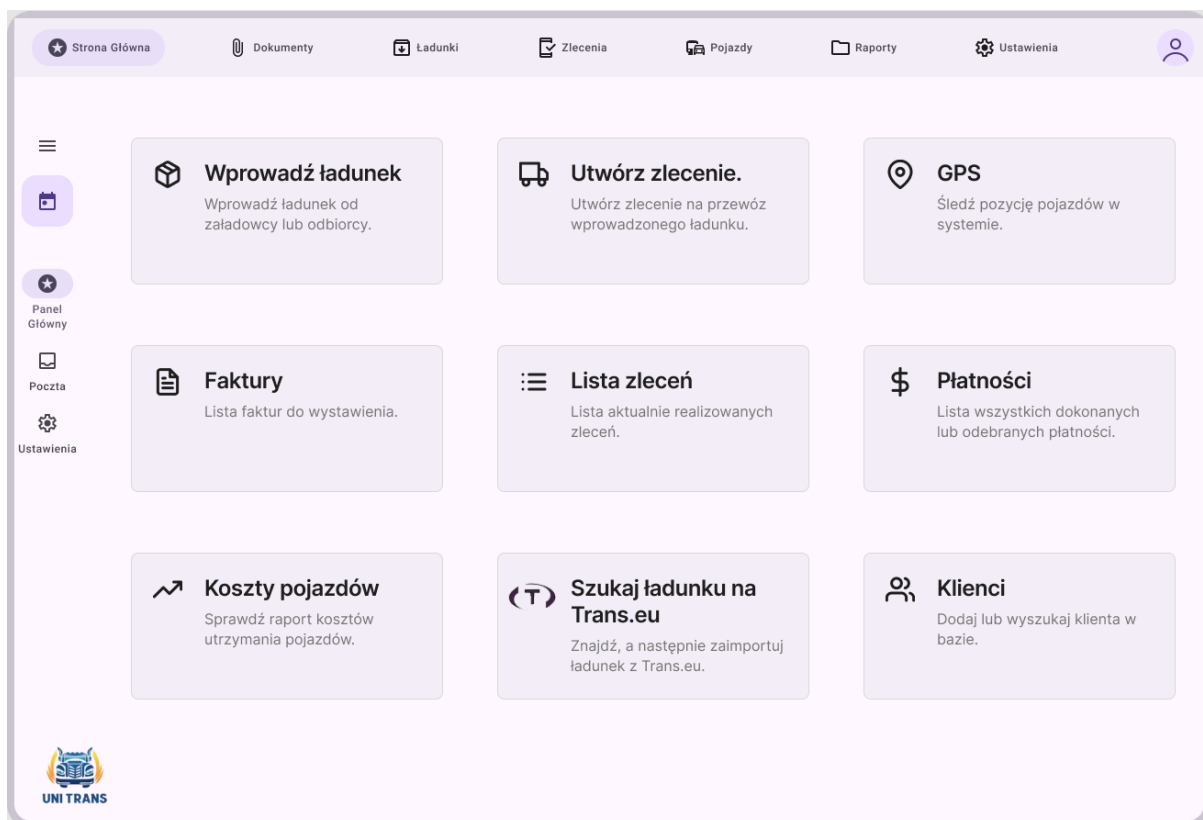 Strona Główna
Dokumenty
Ładunki
Zlecenia
Pojazdy
Raporty
Ustawienia
Panel
Główny
Poczta
Ustawienia
Wprowadź ładunek
Wprowadź ładunek od
załadowcy lub odbiorcy.
Utwórz zlecenie.
Utwórz zlecenie na przewóz
wprowadzonego ładunku.
GPS
Śledź pozycję pojazdów w
systemie.
Faktury
Lista faktur do wystawienia.
Lista zleceń
Lista aktualnie realizowanych
zleceń.
Płatności
Lista wszystkich dokonanych
lub odebranych płatności.
Koszty pojazdów
Sprawdź raport kosztów
utrzymania pojazdów.
T
Szukaj ładunku na
Trans.eu
Znajdź, a następnie zaimportuj
ładunek z Trans.eu.
Klienci
Dodaj lub wyszukaj klienta w
bazie.
UNI TRANS